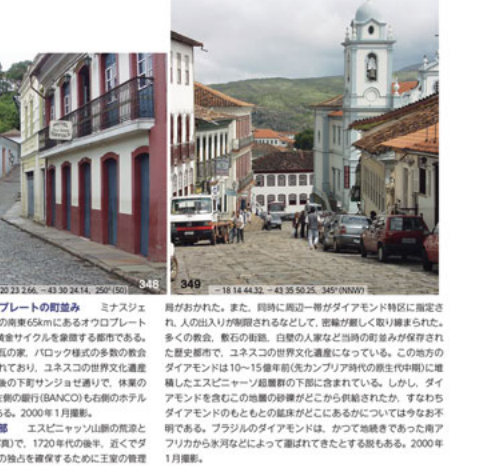 20 23 2.66, − 43 30 24.14, 250° (50)
348
349
− 18 14 44.32, − 43 35 50.25, 345° (NNW)
プレートの町並み　ミナスジェ
の南東65kmにあるオウロプレート
黄金サイクルを象徴する都市である。
瓦の家，バロック様式の多数の教会
れており，ユネスコの世界文化遺産
後の下町サンジョゼ通りで，休業の
左側の銀行(BANCO)も右側のホテル
ある。2000年1月撮影。
部　エスピニャッソ山脈の荒涼と
写真)で，1720年代の後半，近くでダ
の独占を確保するために王室の管理
局がおかれた。また，同時に周辺一帯がダイアモンド特区に指定さ
れ，人の出入りが制限されるなどして，密輸が厳しく取り締まられた。
多くの教会，敷石の街路，白壁の人家など当時の町並みが保存され
た歴史都市で，ユネスコの世界文化遺産になっている。この地方の
ダイアモンドは10～15億年前(先カンブリア時代の原生代中期)に堆
積したエスピニャーソ超層群の下部に含まれている。しかし，ダイ
アモンドを含むこの地層の砂礫がどこから供給されたか，すなわち
ダイアモンドのもともとの鉱床がどこにあるかについては今なお不
明である。ブラジルのダイアモンドは，かつて地続きであった南ア
フリカから氷河などによって運ばれてきたとする説もある。2000年
1月撮影。